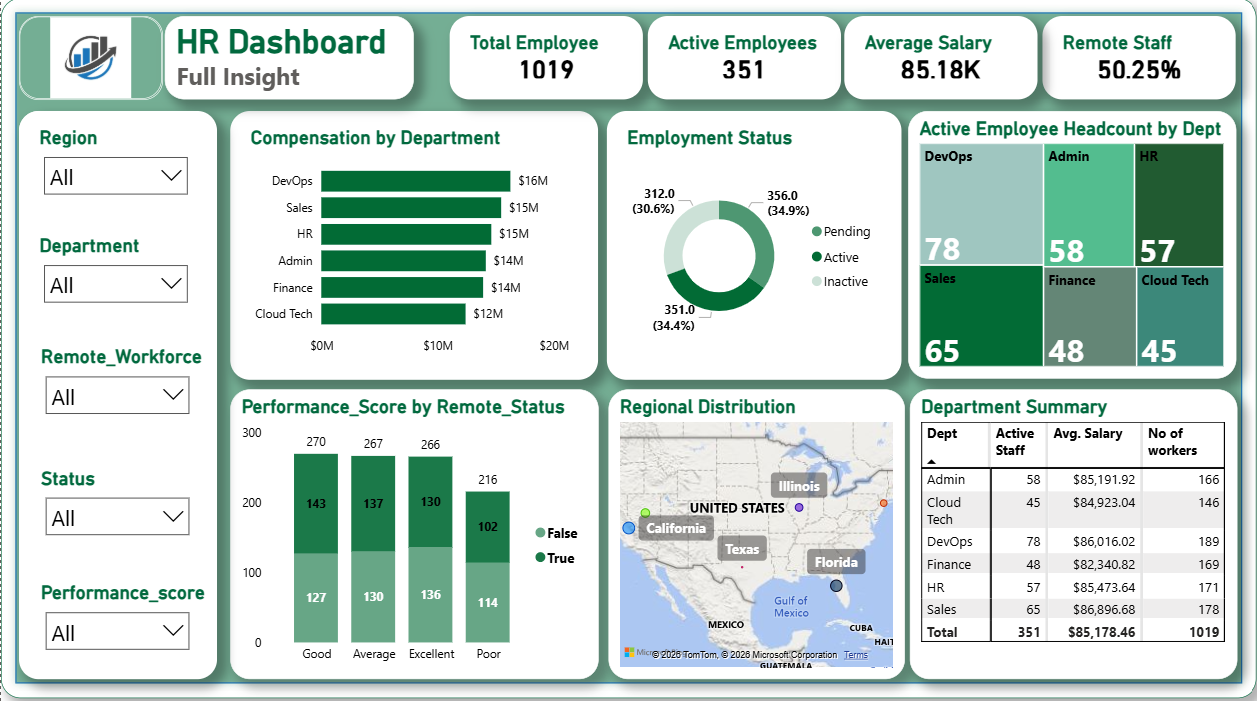 HR Dashboard
Full Insight
Total Employee
1019
Active Employees
351
Average Salary
85.18K
Remote Staff
50.25%
Region
All
Department
All
Remote_Workforce
All
Status
All
Performance_score
All
Compensation by Department
DevOps $16M
Sales $15M
HR $15M
Admin $14M
Finance $14M
Cloud Tech $12M
$0M $10M $20M
Employment Status
312.0
(30.6%)
356.0
(34.9%)
351.0
(34.4%)
Pending
Active
Inactive
Active Employee Headcount by Dept
DevOps
78
Admin
58
HR
57
Sales
65
Finance
48
Cloud Tech
45
Performance_Score by Remote_Status
300
200
100
0
270 267 266 216
143 137 130 102
127 130 136 114
Good Average Excellent Poor
False
True
Regional Distribution
Illinois
UNITED STATES
California
Texas
Florida
Gulf of
Mexico
MEXICO
CUBA
HAIT
GUATEMALA
© 2026 TomTom, © 2026 Microsoft Corporation Terms
Department Summary
Dept Active Staff Avg. Salary No of workers
Admin 58 $85,191.92 166
Cloud Tech 45 $84,923.04 146
DevOps 78 $86,016.02 189
Finance 48 $82,340.82 169
HR 57 $85,473.64 171
Sales 65 $86,896.68 178
Total 351 $85,178.46 1019